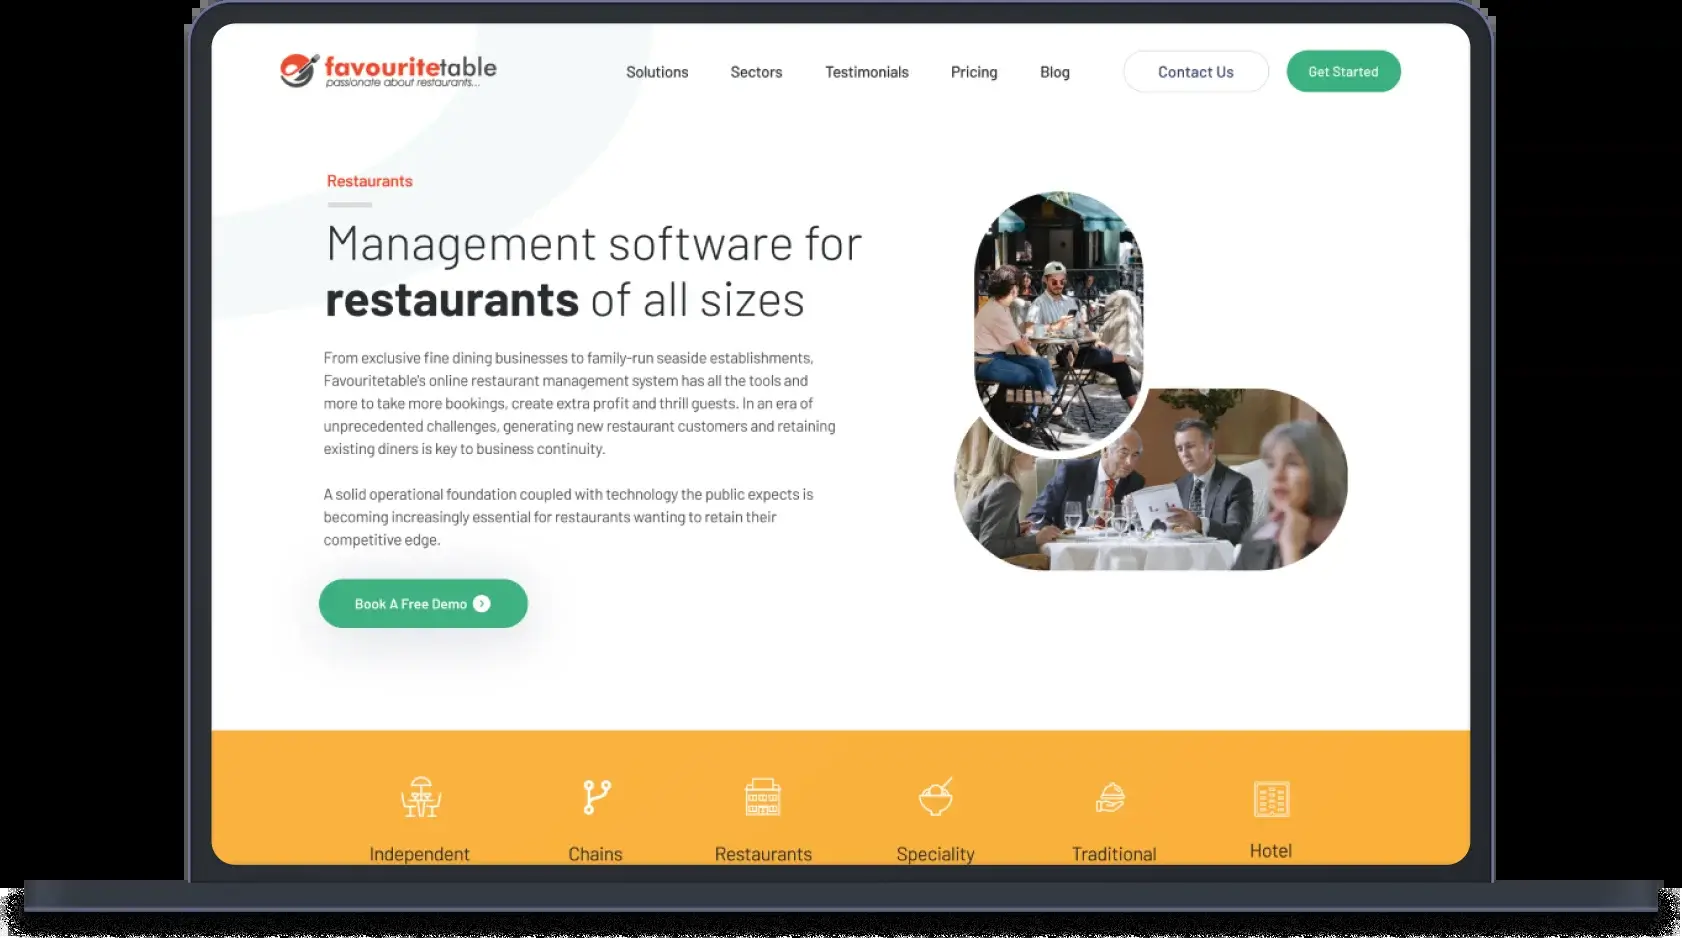 favouritetable
passionate about restaurants...
Solutions
Sectors
Testimonials
Pricing
Blog
Contact Us
Get Started
Restaurants
Management software for
restaurants of all sizes
From exclusive fine dining businesses to family-run seaside establishments,
Favouritetable's online restaurant management system has all the tools and
more to take more bookings, create extra profit and thrill guests. In an era of
unprecedented challenges, generating new restaurant customers and retaining
existing diners is key to business continuity.
A solid operational foundation coupled with technology the public expects is
becoming increasingly essential for restaurants wanting to retain their
competitive edge.
Book A Free Demo
Independent
Chains
Restaurants
Speciality
Traditional
Hotel